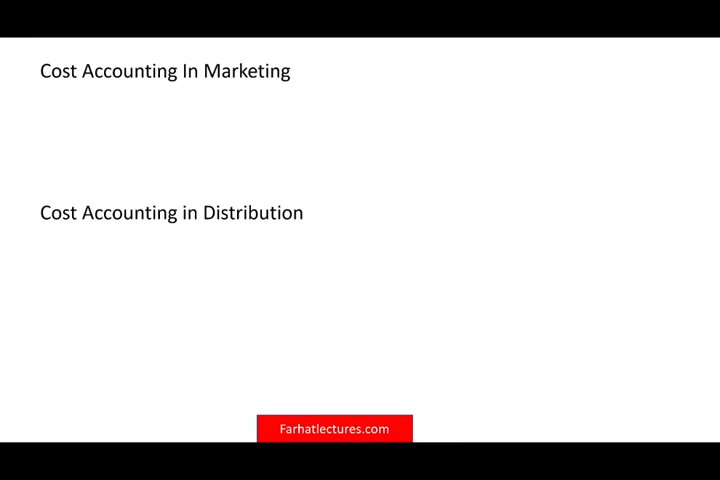 Cost Accounting In Marketing
Cost Accounting in Distribution
Farhatlectures.com